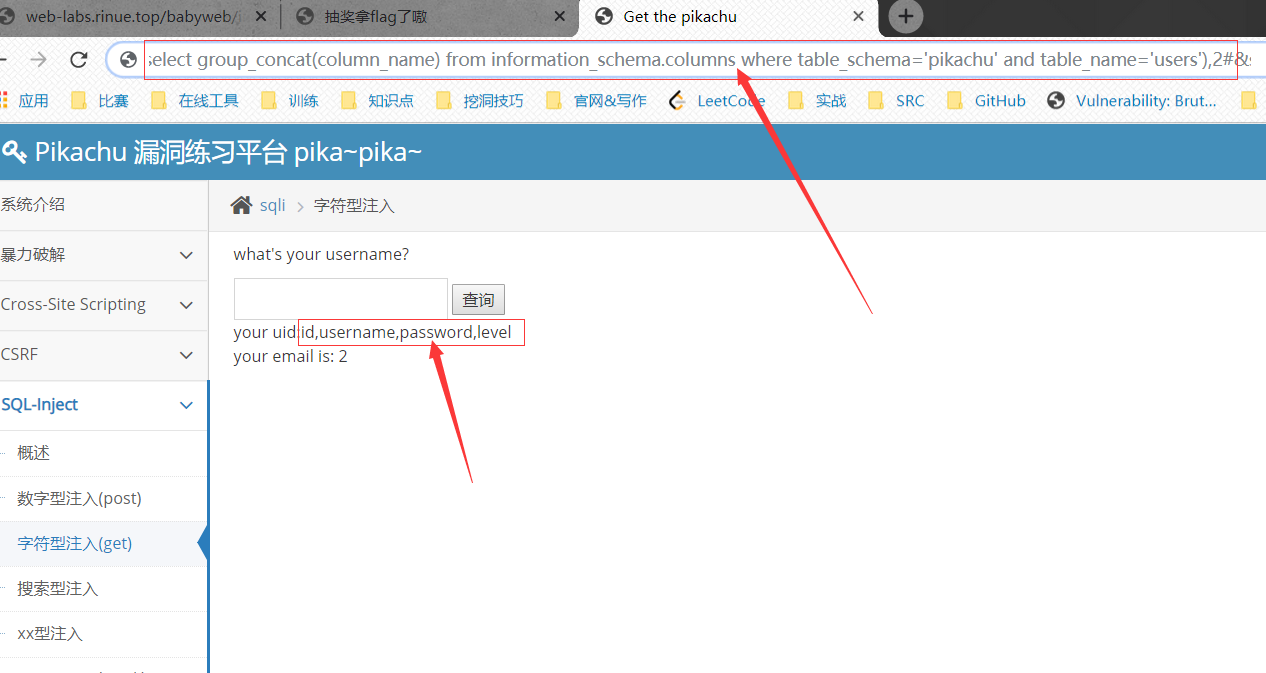 web-labs.rinue.top/babyweb/
抽奖拿flag了嗷
Get the pikachu
select group_concat(column_name) from information_schema.columns where table_schema='pikachu' and table_name='users'),2#&
应用 比赛 在线工具 训练 知识点 挖洞技巧 官网&写作 LeetCode 实战 SRC GitHub Vulnerability: Brut...
Pikachu 漏洞练习平台 pika~pika~
系统介绍
暴力破解
Cross-Site Scripting
CSRF
SQL-Inject
概述
数字型注入(post)
字符型注入(get)
搜索型注入
xx型注入
sqli 字符型注入
what's your username?
查询
your uid:id,username,password,level
your email is: 2